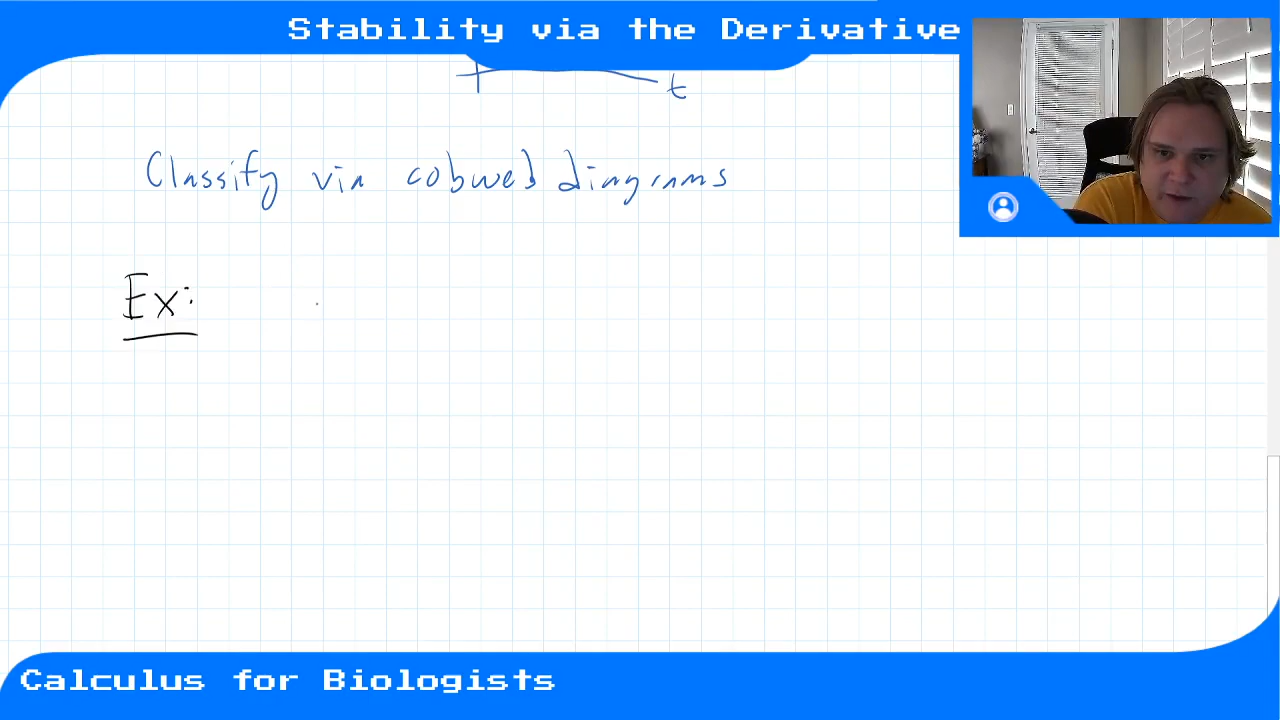 Stability via the Derivative
t
Classify via cobweb diagrams
Ex:
Calculus for Biologists